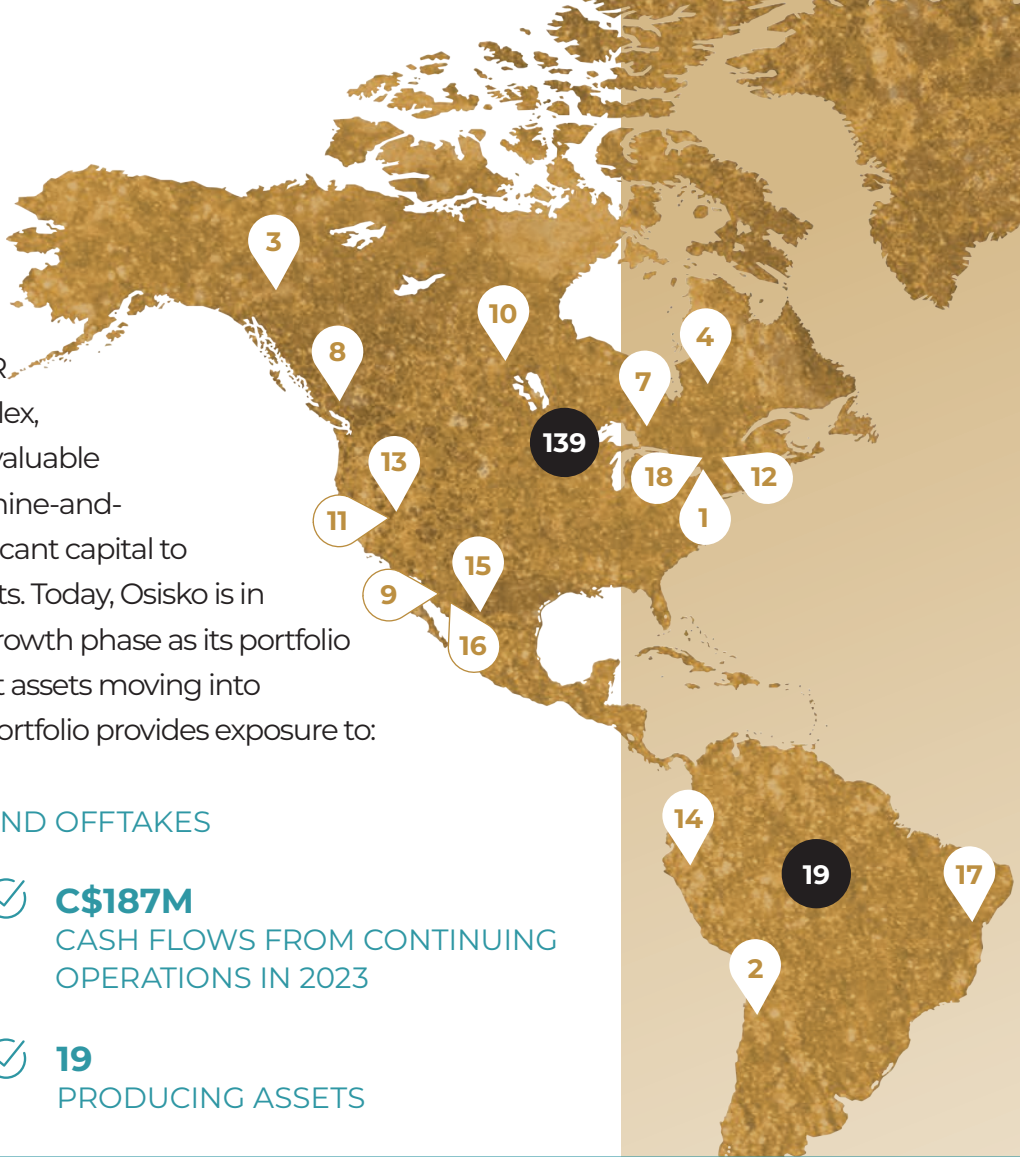 3
10
4
8
7
R
lex,
139
valuable
13
18
12
nine-and-
11
1
cant capital to
15
ts. Today, Osisko is in
9
rowth phase as its portfolio
16
t assets moving into
ortfolio provides exposure to:
14
ND OFFTAKES
19
17
C$187M
CASH FLOWS FROM CONTINUING
OPERATIONS IN 2023
2
19
PRODUCING ASSETS